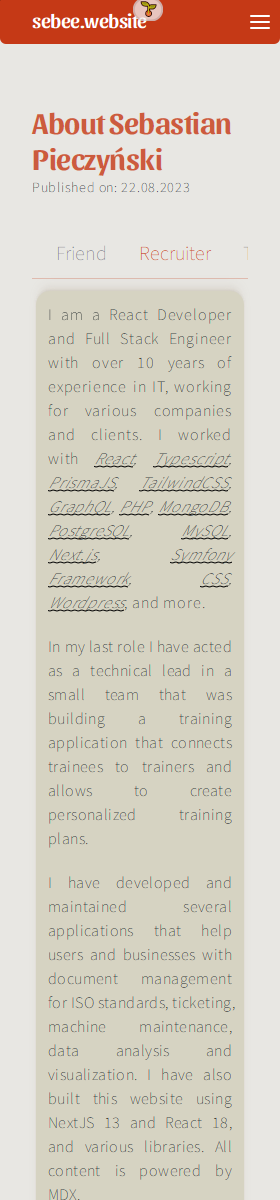 sebee.website
About Sebastian
Pieczyński
Published on: 22.08.2023
Friend Recruiter T
I am a React Developer
and Full Stack Engineer
with over 10 years of
experience in IT, working
for various companies
and clients. I worked
with React, Typescript,
PrismaJS, TailwindCSS,
GraphQL, PHP, MongoDB,
PostgreSQL, MySQL,
Next.js, Symfony
Framework, CSS,
Wordpress, and more.
In my last role I have acted
as a technical lead in a
small team that was
building a training
application that connects
trainees to trainers and
allows to create
personalized training
plans.
I have developed and
maintained several
applications that help
users and businesses with
document management
for ISO standards, ticketing,
machine maintenance,
data analysis and
visualization. I have also
built this website using
NextJS 13 and React 18,
and various libraries. All
content is powered by
MDX.